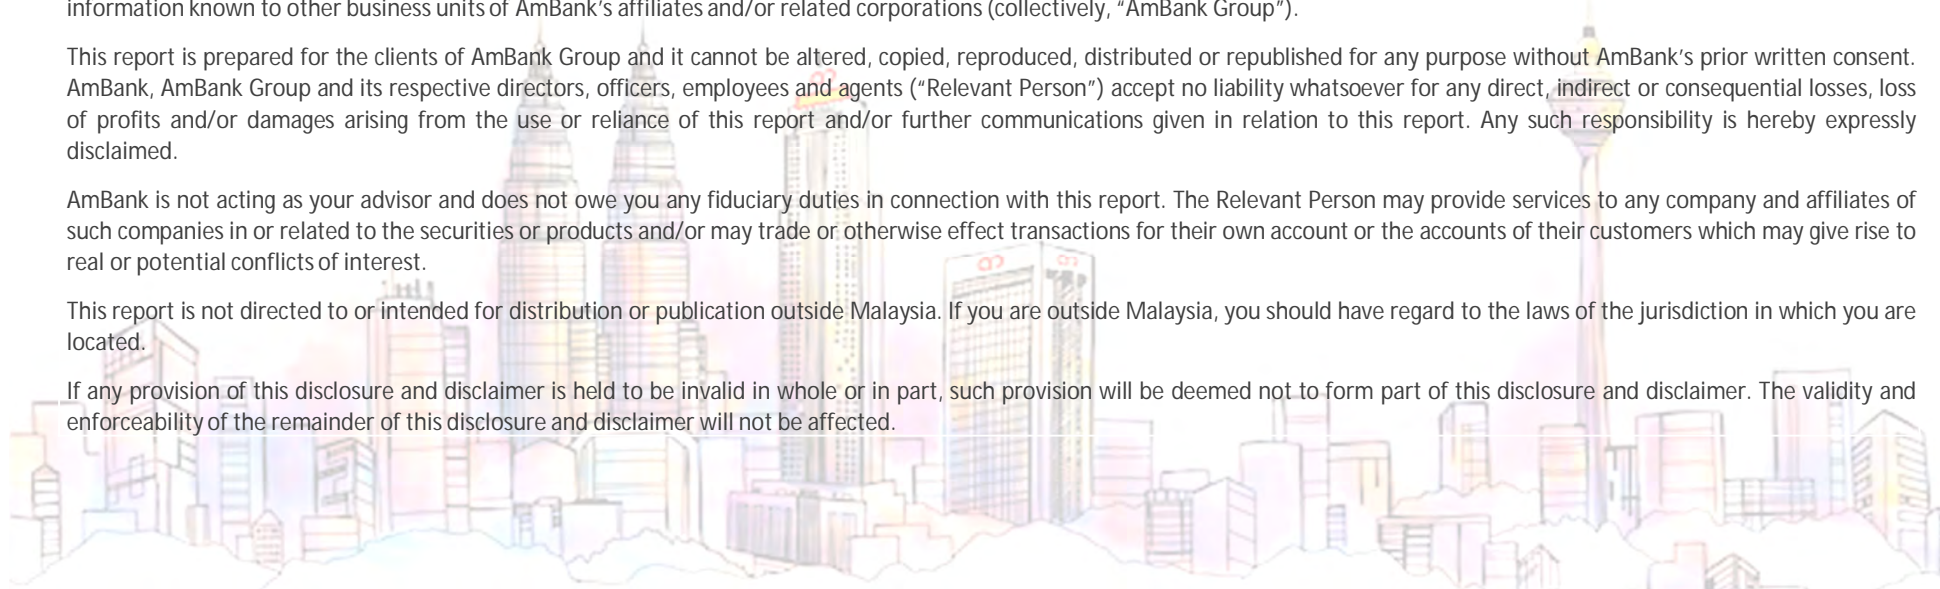 information known to other business units of AmBank's affiliates and/or related corporations (collectively, “AmBank Group”).
This report is prepared for the clients of AmBank Group and it cannot be altered, copied, reproduced, distributed or republished for any purpose without AmBank's prior written consent.
AmBank, AmBank Group and its respective directors, officers, employees and agents (“Relevant Person”) accept no liability whatsoever for any direct, indirect or consequential losses, loss
of profits and/or damages arising from the use or reliance of this report and/or further communications given in relation to this report. Any such responsibility is hereby expressly
disclaimed.
AmBank is not acting as your advisor and does not owe you any fiduciary duties in connection with this report. The Relevant Person may provide services to any company and affiliates of
such companies in or related to the securities or products and/or may trade or otherwise effect transactions for their own account or the accounts of their customers which may give rise to
real or potential conflicts of interest.
This report is not directed to or intended for distribution or publication outside Malaysia. If you are outside Malaysia, you should have regard to the laws of the jurisdiction in which you are
located.
If any provision of this disclosure and disclaimer is held to be invalid in whole or in part, such provision will be deemed not to form part of this disclosure and disclaimer. The validity and
enforceability of the remainder of this disclosure and disclaimer will not be affected.